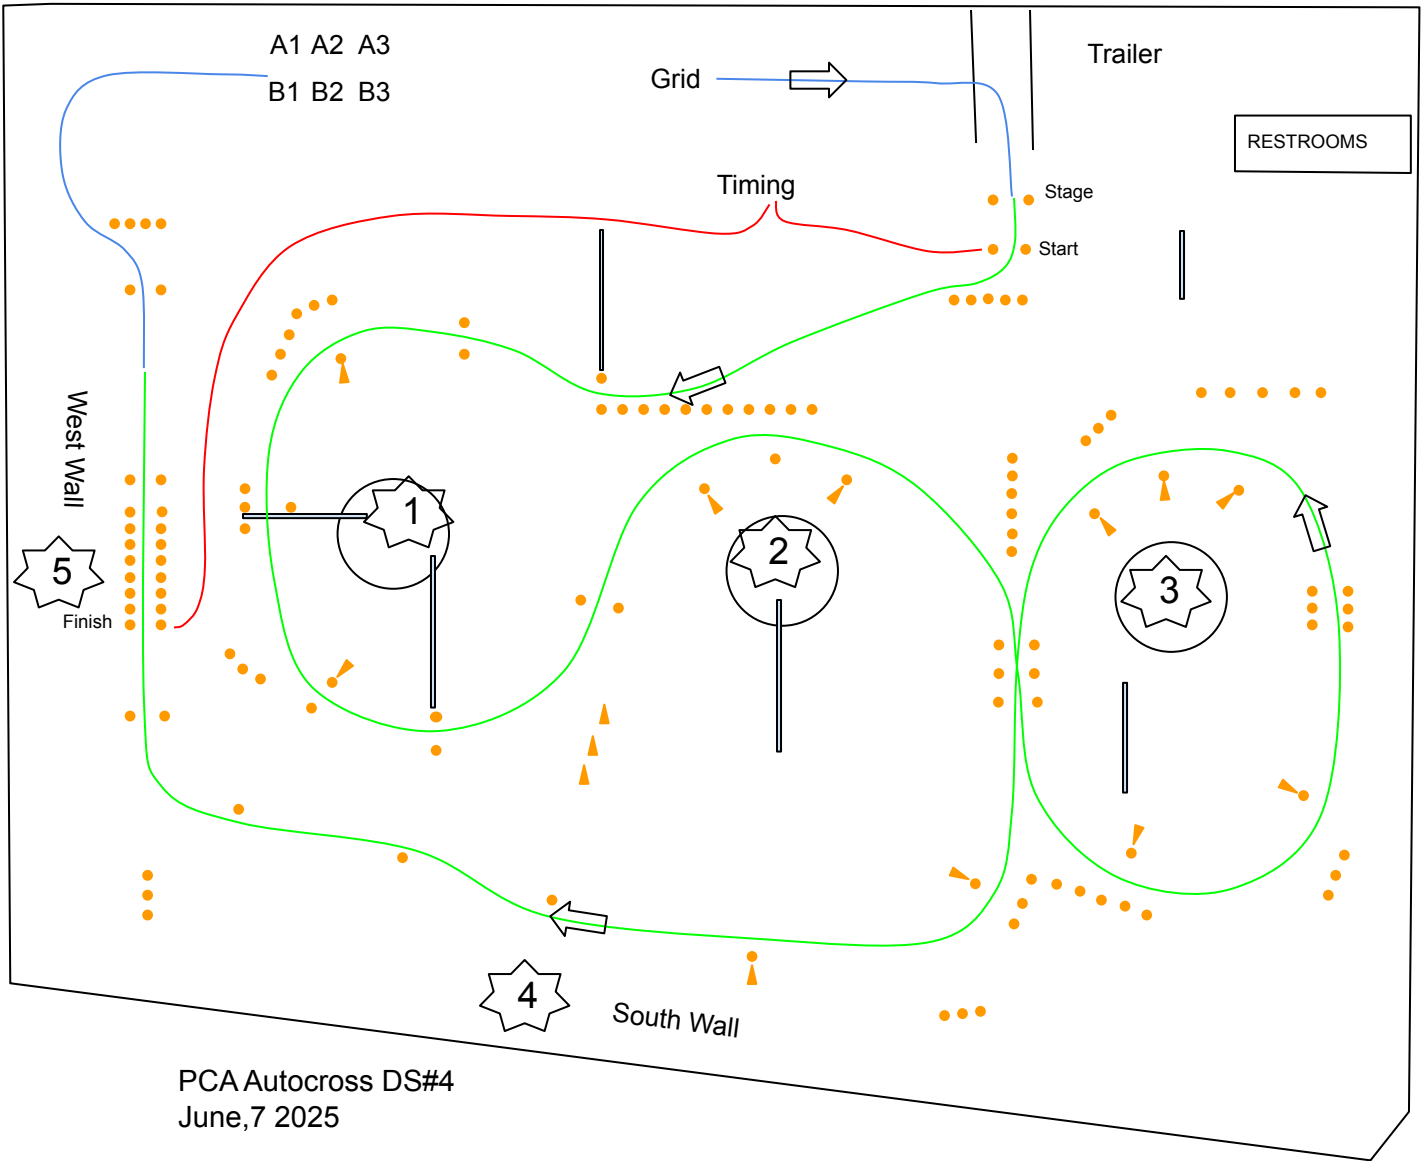 A1 A2 A3
B1 B2 B3
Grid
Trailer
RESTROOMS
Timing
Stage
Start
West Wall
1
2
3
5
Finish
4
South Wall
PCA Autocross DS#4
June,7 2025